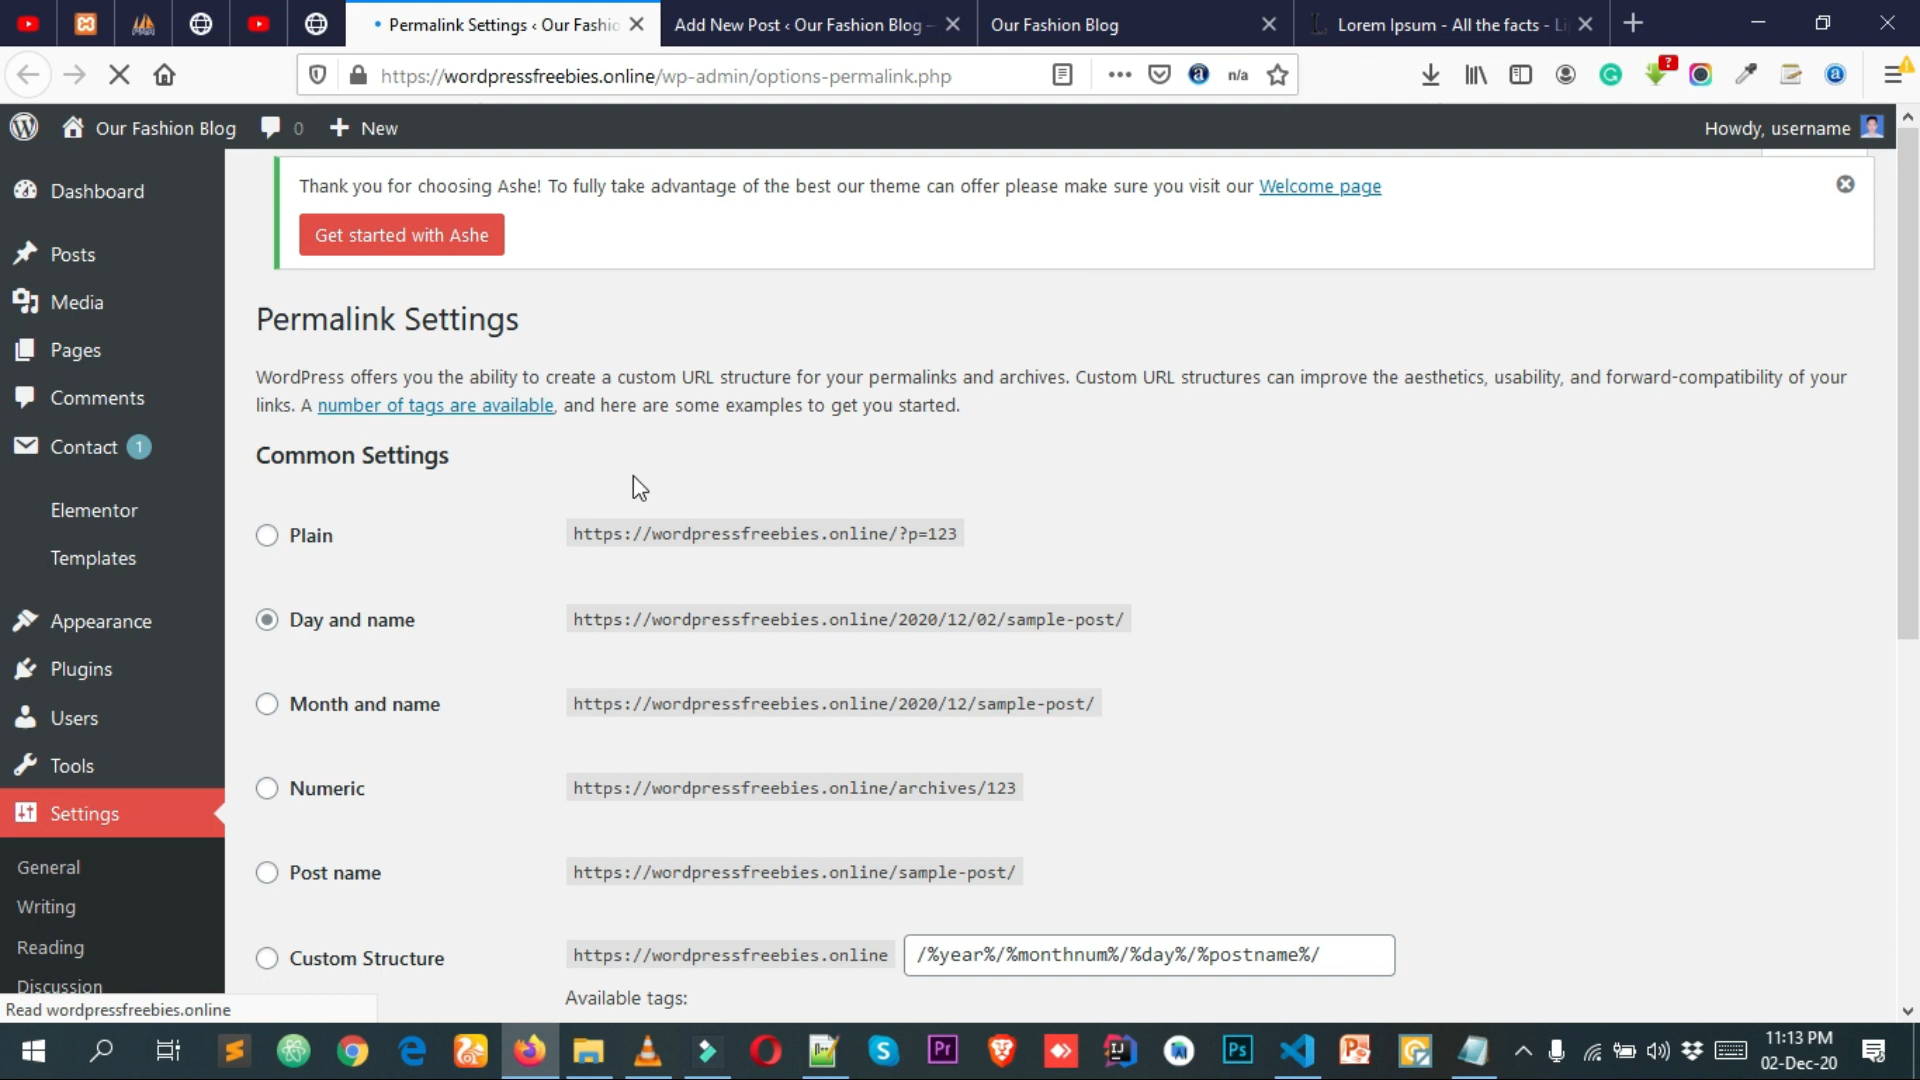 Permalink Settings ‹ Our Fashio
Add New Post ‹ Our Fashion Blog –
Our Fashion Blog
Lorem Ipsum - All the facts - Li
https://wordpressfreebies.online/wp-admin/options-permalink.php
n/a
?
Our Fashion Blog
0
New
Howdy, username
Thank you for choosing Ashe! To fully take advantage of the best our theme can offer please make sure you visit our Welcome page
Get started with Ashe
Dashboard
Posts
Media
Pages
Comments
Contact 1
Elementor
Templates
Appearance
Plugins
Users
Tools
Settings
General
Writing
Reading
Discussion
Permalink Settings
WordPress offers you the ability to create a custom URL structure for your permalinks and archives. Custom URL structures can improve the aesthetics, usability, and forward-compatibility of your
links. A number of tags are available, and here are some examples to get you started.
Common Settings
Plain
https://wordpressfreebies.online/?p=123
Day and name
https://wordpressfreebies.online/2020/12/02/sample-post/
Month and name
https://wordpressfreebies.online/2020/12/sample-post/
Numeric
https://wordpressfreebies.online/archives/123
Post name
https://wordpressfreebies.online/sample-post/
Custom Structure
https://wordpressfreebies.online
/%year%/%monthnum%/%day%/%postname%/
Available tags:
Read wordpressfreebies.online
Pr
Ps
11:13 PM
02-Dec-20